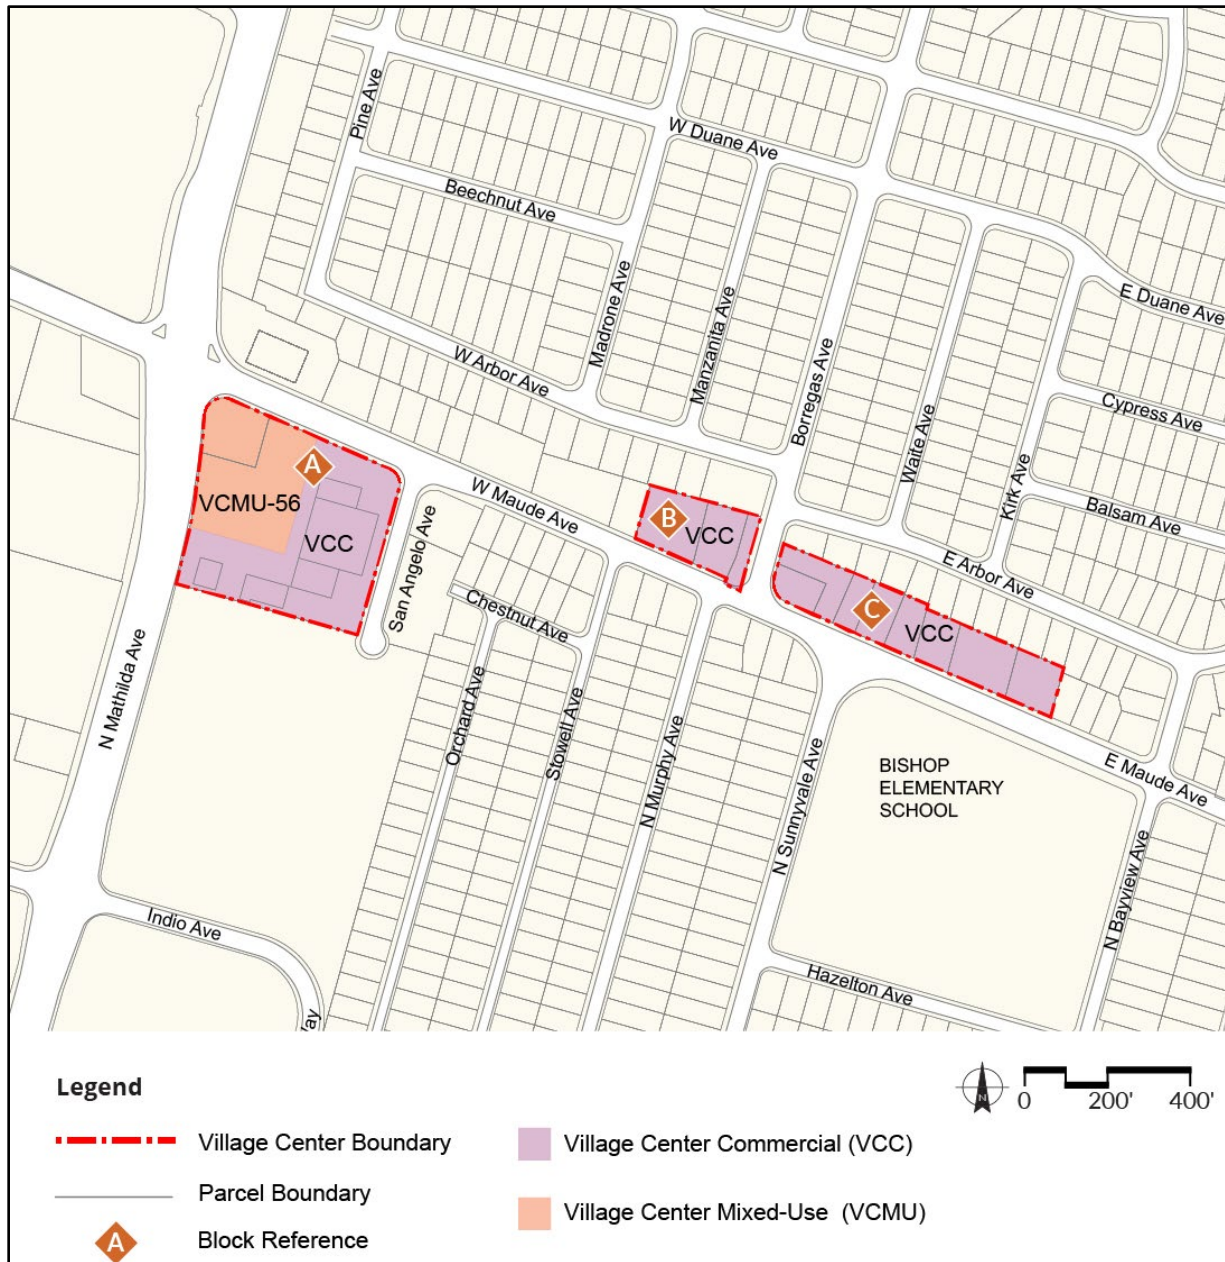 Pine Ave
W Duane Ave
Beechnut Ave
E Duane Ave
Madrone Ave
Manzanita Ave
W Arbor Ave
Borregas Ave
Cypress Ave
Waite Ave
Kirk Ave
A
VCMU-56
VCC
W Maude Ave
B
VCC
Balsam Ave
San Angelo Ave
E Arbor Ave
Chestnut Ave
C
VCC
N Mathilda Ave
Orchard Ave
Stowell Ave
N Murphy Ave
N Sunnyvale Ave
BISHOP
ELEMENTARY
SCHOOL
E Maude Ave
N Bayview Ave
Indio Ave
Hazelton Ave
Legend
N
0 200' 400'
Village Center Boundary
Village Center Commercial (VCC)
Parcel Boundary
Village Center Mixed-Use (VCMU)
A
Block Reference